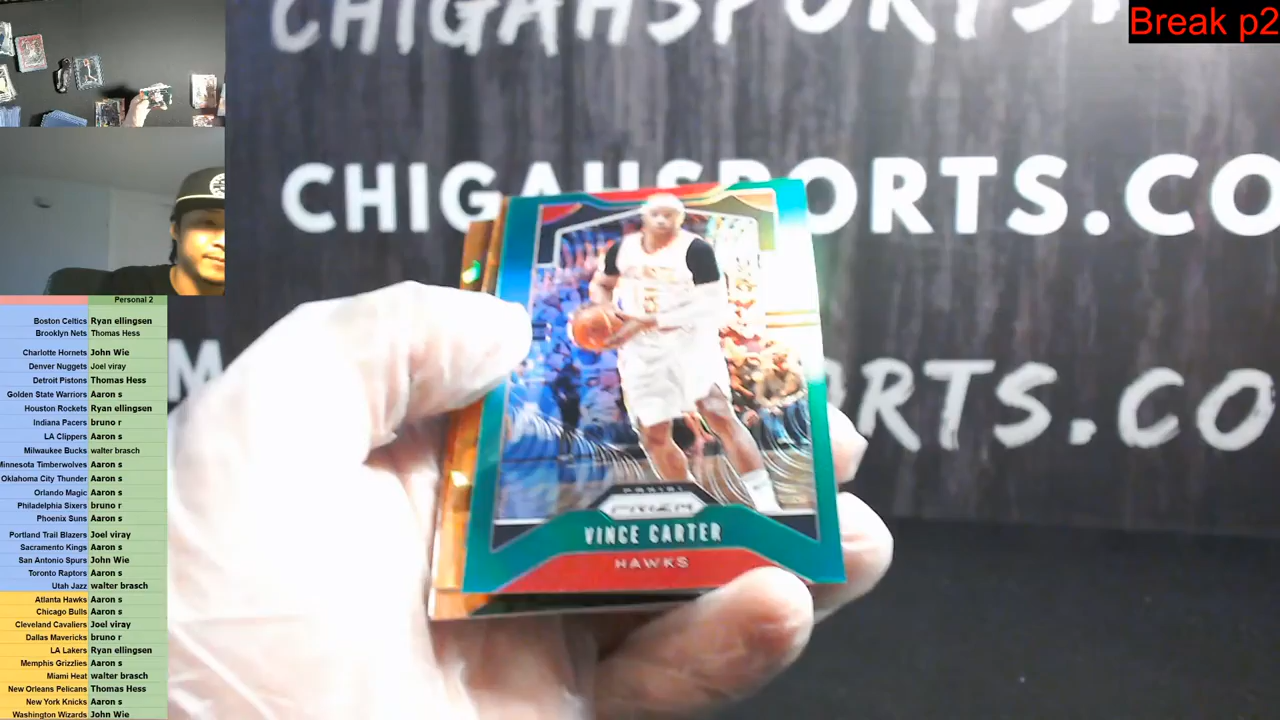 Break p2
CHIGAHSPORTS
CHIGAHSPORTS.CO
M
ORTS.CO
PANINI
PRIZM
VINCE CARTER
HAWKS
Personal 2
Boston Celtics Ryan ellingsen
Brooklyn Nets Thomas Hess
Charlotte Hornets John Wie
Denver Nuggets Joel viray
Detroit Pistons Thomas Hess
Golden State Warriors Aaron s
Houston Rockets Ryan ellingsen
Indiana Pacers bruno r
LA Clippers Aaron s
Milwaukee Bucks walter brasch
Minnesota Timberwolves Aaron s
Oklahoma City Thunder Aaron s
Orlando Magic Aaron s
Philadelphia Sixers bruno r
Phoenix Suns Aaron s
Portland Trail Blazers Joel viray
Sacramento Kings Aaron s
San Antonio Spurs John Wie
Toronto Raptors Aaron s
Utah Jazz walter brasch
Atlanta Hawks Aaron s
Chicago Bulls Aaron s
Cleveland Cavaliers Joel viray
Dallas Mavericks bruno r
LA Lakers Ryan ellingsen
Memphis Grizzlies Aaron s
Miami Heat walter brasch
New Orleans Pelicans Thomas Hess
New York Knicks Aaron s
Washington Wizards John Wie